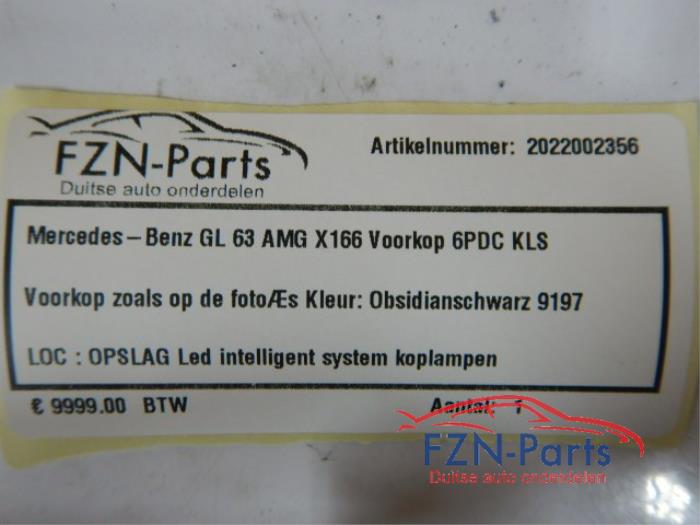 FZN-Parts
Duitse auto onderdelen
Artikelnummer: 2022002356
Mercedes-Benz GL 63 AMG X166 Voorkop 6PDC KLS
Voorkop zoals op de fotoÆs Kleur: Obsidianschwarz 9197
LOC : OPSLAG Led intelligent system koplampen
€ 9999.00 BTW
Aantal: 1
FZN-Parts
Duitse auto onderdelen